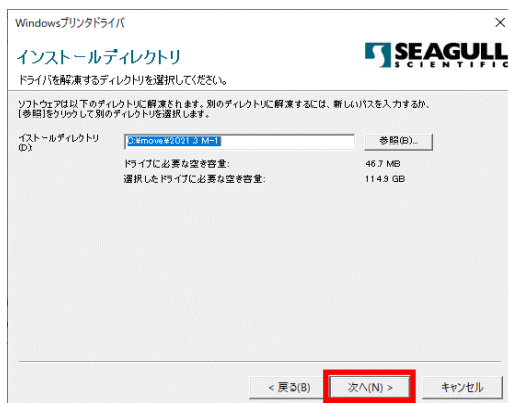 Windowsプリンタドライバ
インストールディレクトリ
ドライバを解凍するディレクトリを選択してください。
SEAGULL
SCIENTIFIC
ソフトウェアは以下のディレクトリに解凍されます。別のディレクトリに解凍するには、新しいパスを入力するか、
[参照]をクリックして別のディレクトリを選択します。
イストールディレクトリ
(D):
D:¥move¥2021.3 M-1
参照(B)...
ドライブに必要な空き容量: 46.7 MB
選択したドライブに必要な空き容量: 114.9 GB
< 戻る(B)
次へ(N) >
キャンセル